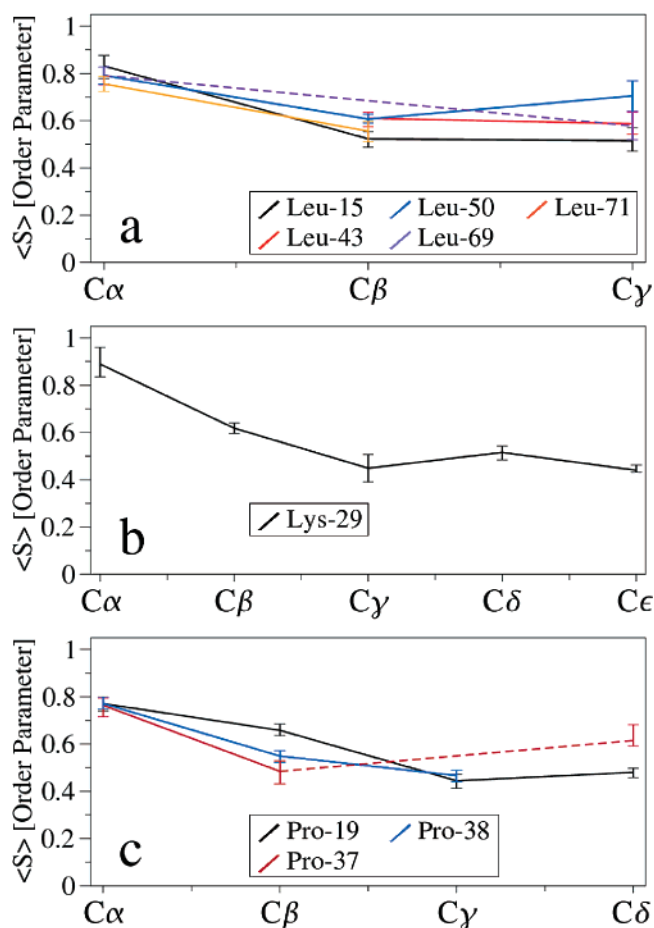 1
0.8
0.6
0.4
0.2
0
<S> [Order Parameter]
a
Leu-15 Leu-50 Leu-71
Leu-43 Leu-69
Cα Cβ Cγ
1
0.8
0.6
0.4
0.2
0
<S> [Order Parameter]
b
Lys-29
Cα Cβ Cγ Cδ Cϵ
1
0.8
0.6
0.4
0.2
0
<S> [Order Parameter]
c
Pro-19 Pro-38
Pro-37
Cα Cβ Cγ Cδ